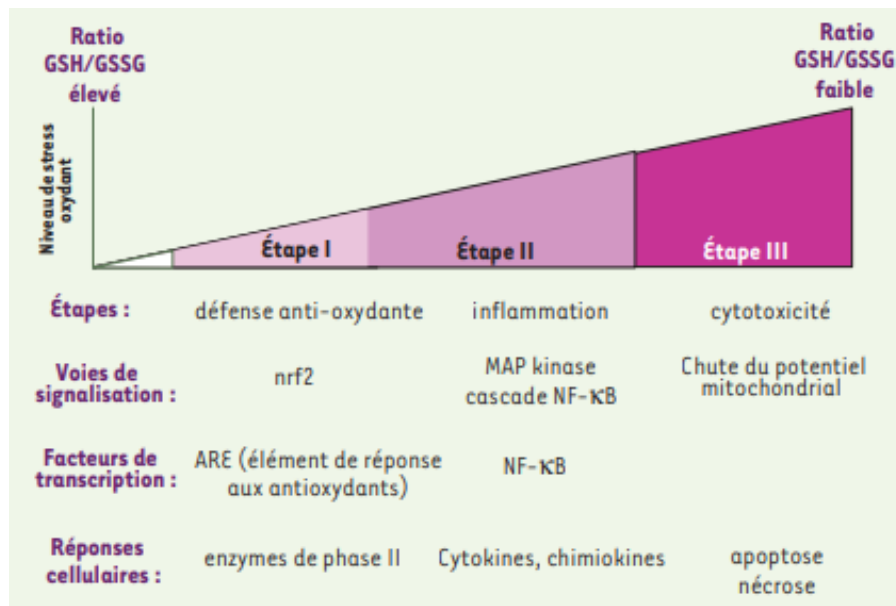 Ratio
GSH/GSSG
élevé
Ratio
GSH/GSSG
faible
Niveau de stress
oxydant
Étape I
Étape II
Étape III
Étapes :
défense anti-oxydante
inflammation
cytotoxicité
Voies de
signalisation :
nrf2
MAP kinase
cascade NF-κB
Chute du potentiel
mitochondrial
Facteurs de
transcription :
ARE (élément de réponse
aux antioxydants)
NF-κB
Réponses
cellulaires :
enzymes de phase II
Cytokines, chimiokines
apoptose
nécrose